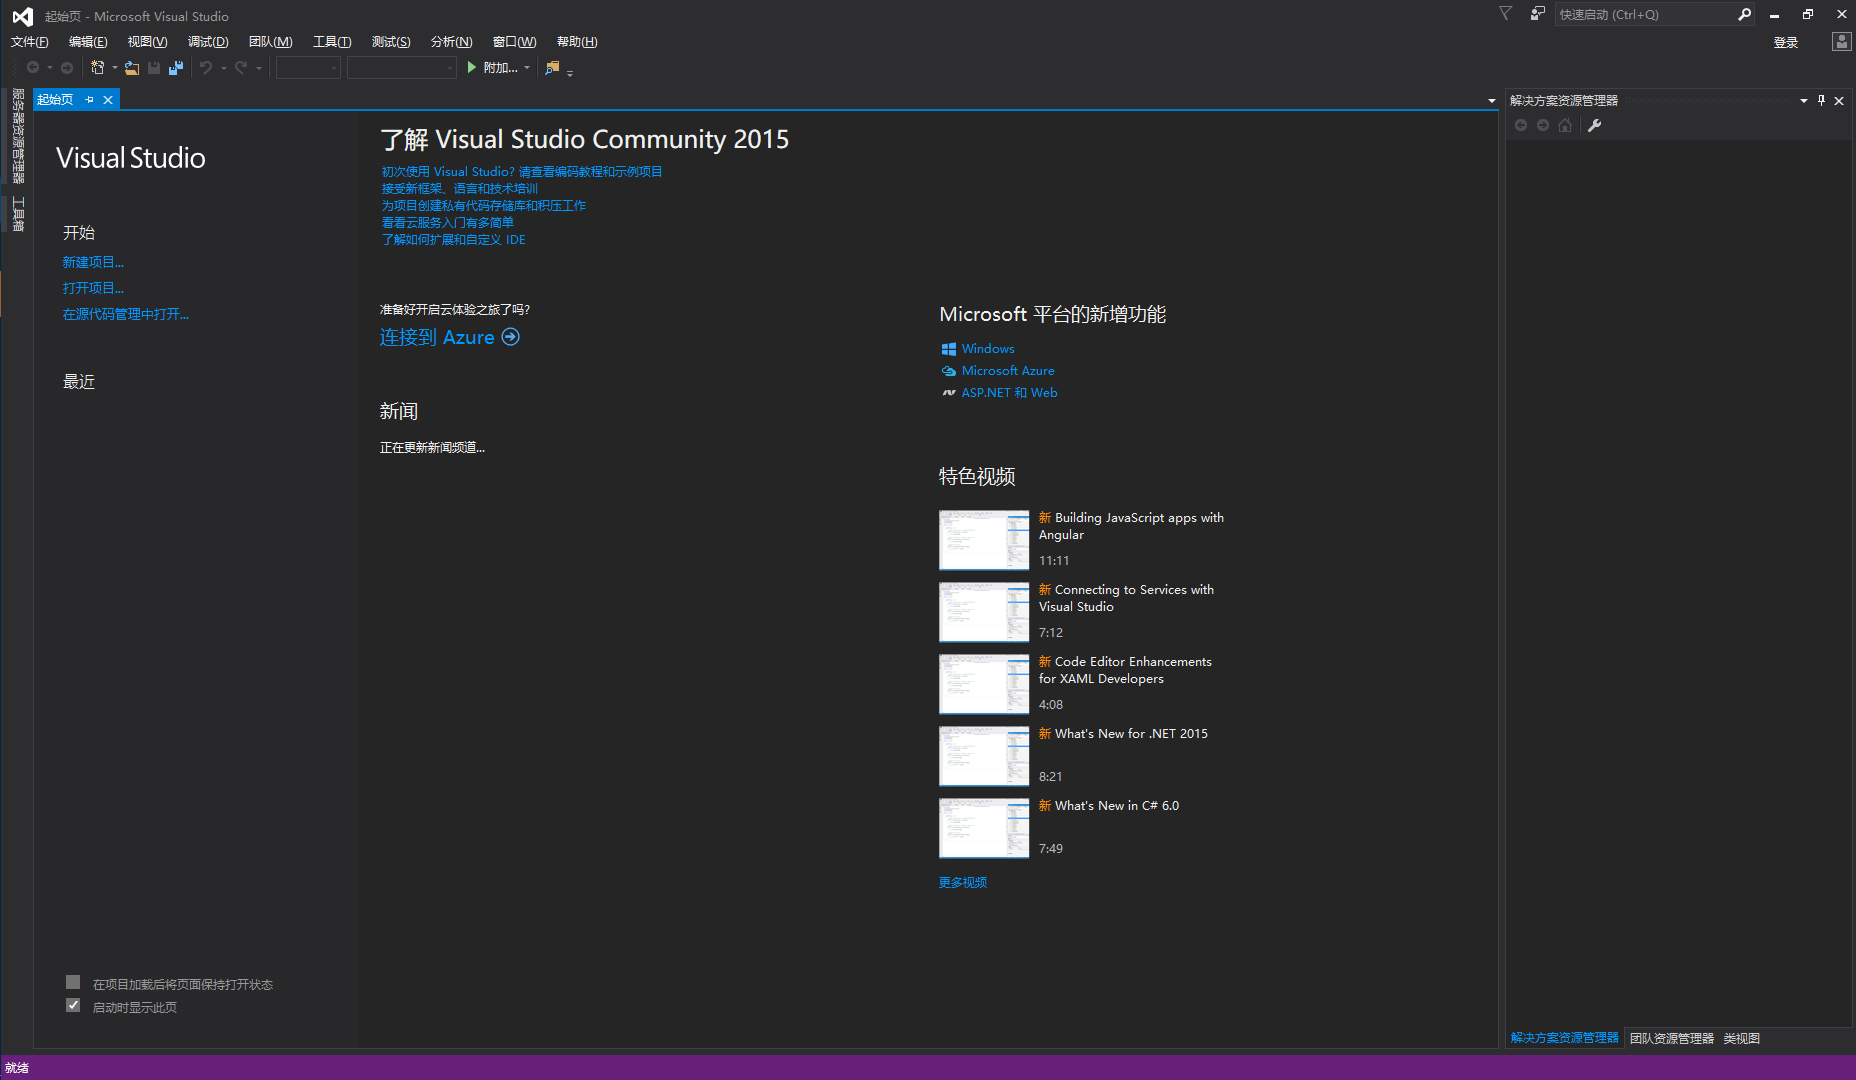 起始页 - Microsoft Visual Studio
快速启动 (Ctrl+Q)
文件(F) 编辑(E) 视图(V) 调试(D) 团队(M) 工具(T) 测试(S) 分析(N) 窗口(W) 帮助(H)
登录
附加...
服务器资源管理器
工具箱
起始页
Visual Studio
开始
新建项目...
打开项目...
在源代码管理中打开...
最近
在项目加载后将页面保持打开状态
启动时显示此页
了解 Visual Studio Community 2015
初次使用 Visual Studio? 请查看编码教程和示例项目
接受新框架、语言和技术培训
为项目创建私有代码存储库和积压工作
看看云服务入门有多简单
了解如何扩展和自定义 IDE
准备好开启云体验之旅了吗?
连接到 Azure
新闻
正在更新新闻频道...
Microsoft 平台的新增功能
Windows
Microsoft Azure
ASP.NET 和 Web
特色视频
新 Building JavaScript apps with
Angular
11:11
新 Connecting to Services with
Visual Studio
7:12
新 Code Editor Enhancements
for XAML Developers
4:08
新 What's New for .NET 2015
8:21
新 What's New in C# 6.0
7:49
更多视频
解决方案资源管理器
解决方案资源管理器 团队资源管理器 类视图
就绪